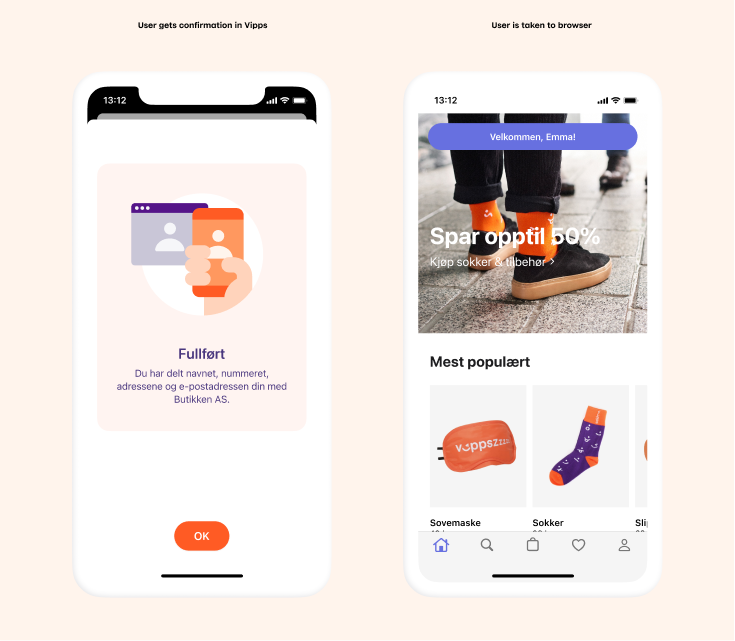 User gets confirmation in Vipps
User is taken to browser
13:12
Fullført
Du har delt navnet, nummeret,
adressene og e-postadressen din med
Butikken AS.
OK
13:12
Velkommen, Emma!
Spar opptil 50%
Kjøp sokker & tilbehør >
Mest populært
vippszzz
Sovemaske
Sokker